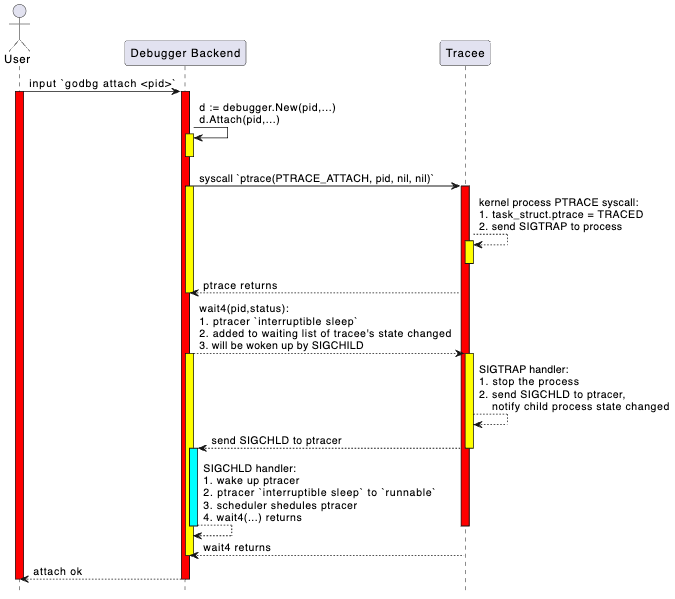 User
Debugger Backend
Tracee
input `godbg attach <pid>`
d := debugger.New(pid,...)
d.Attach(pid,...)
syscall `ptrace(PTRACE_ATTACH, pid, nil, nil)`
kernel process PTRACE syscall:
1. task_struct.ptrace = TRACED
2. send SIGTRAP to process
ptrace returns
wait4(pid,status):
1. ptracer `interruptible sleep`
2. added to waiting list of tracee's state changed
3. will be woken up by SIGCHILD
SIGTRAP handler:
1. stop the process
2. send SIGCHLD to ptracer,
notify child process state changed
send SIGCHLD to ptracer
SIGCHLD handler:
1. wake up ptracer
2. ptracer `interruptible sleep` to `runnable`
3. scheduler shedules ptracer
4. wait4(...) returns
wait4 returns
attach ok